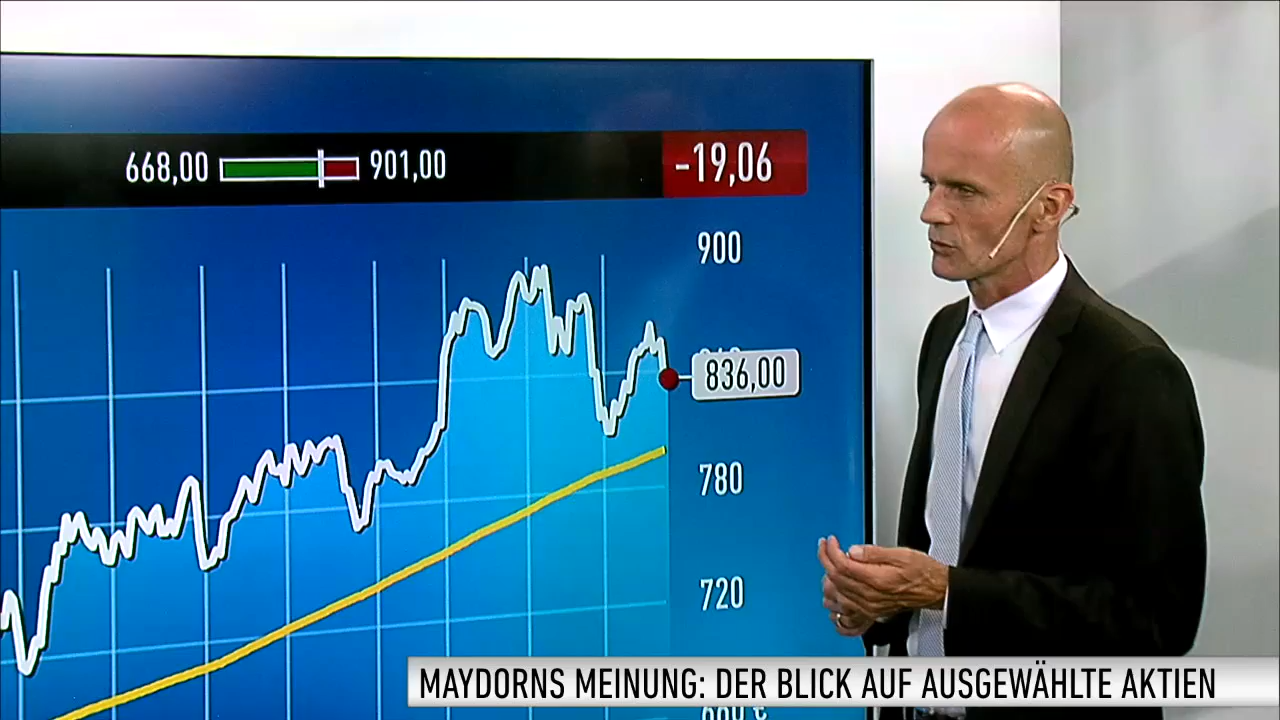 668,00 901,00 -19,06
900
836,00
780
720
MAYDORNS MEINUNG: DER BLICK AUF AUSGEWÄHLTE AKTIEN